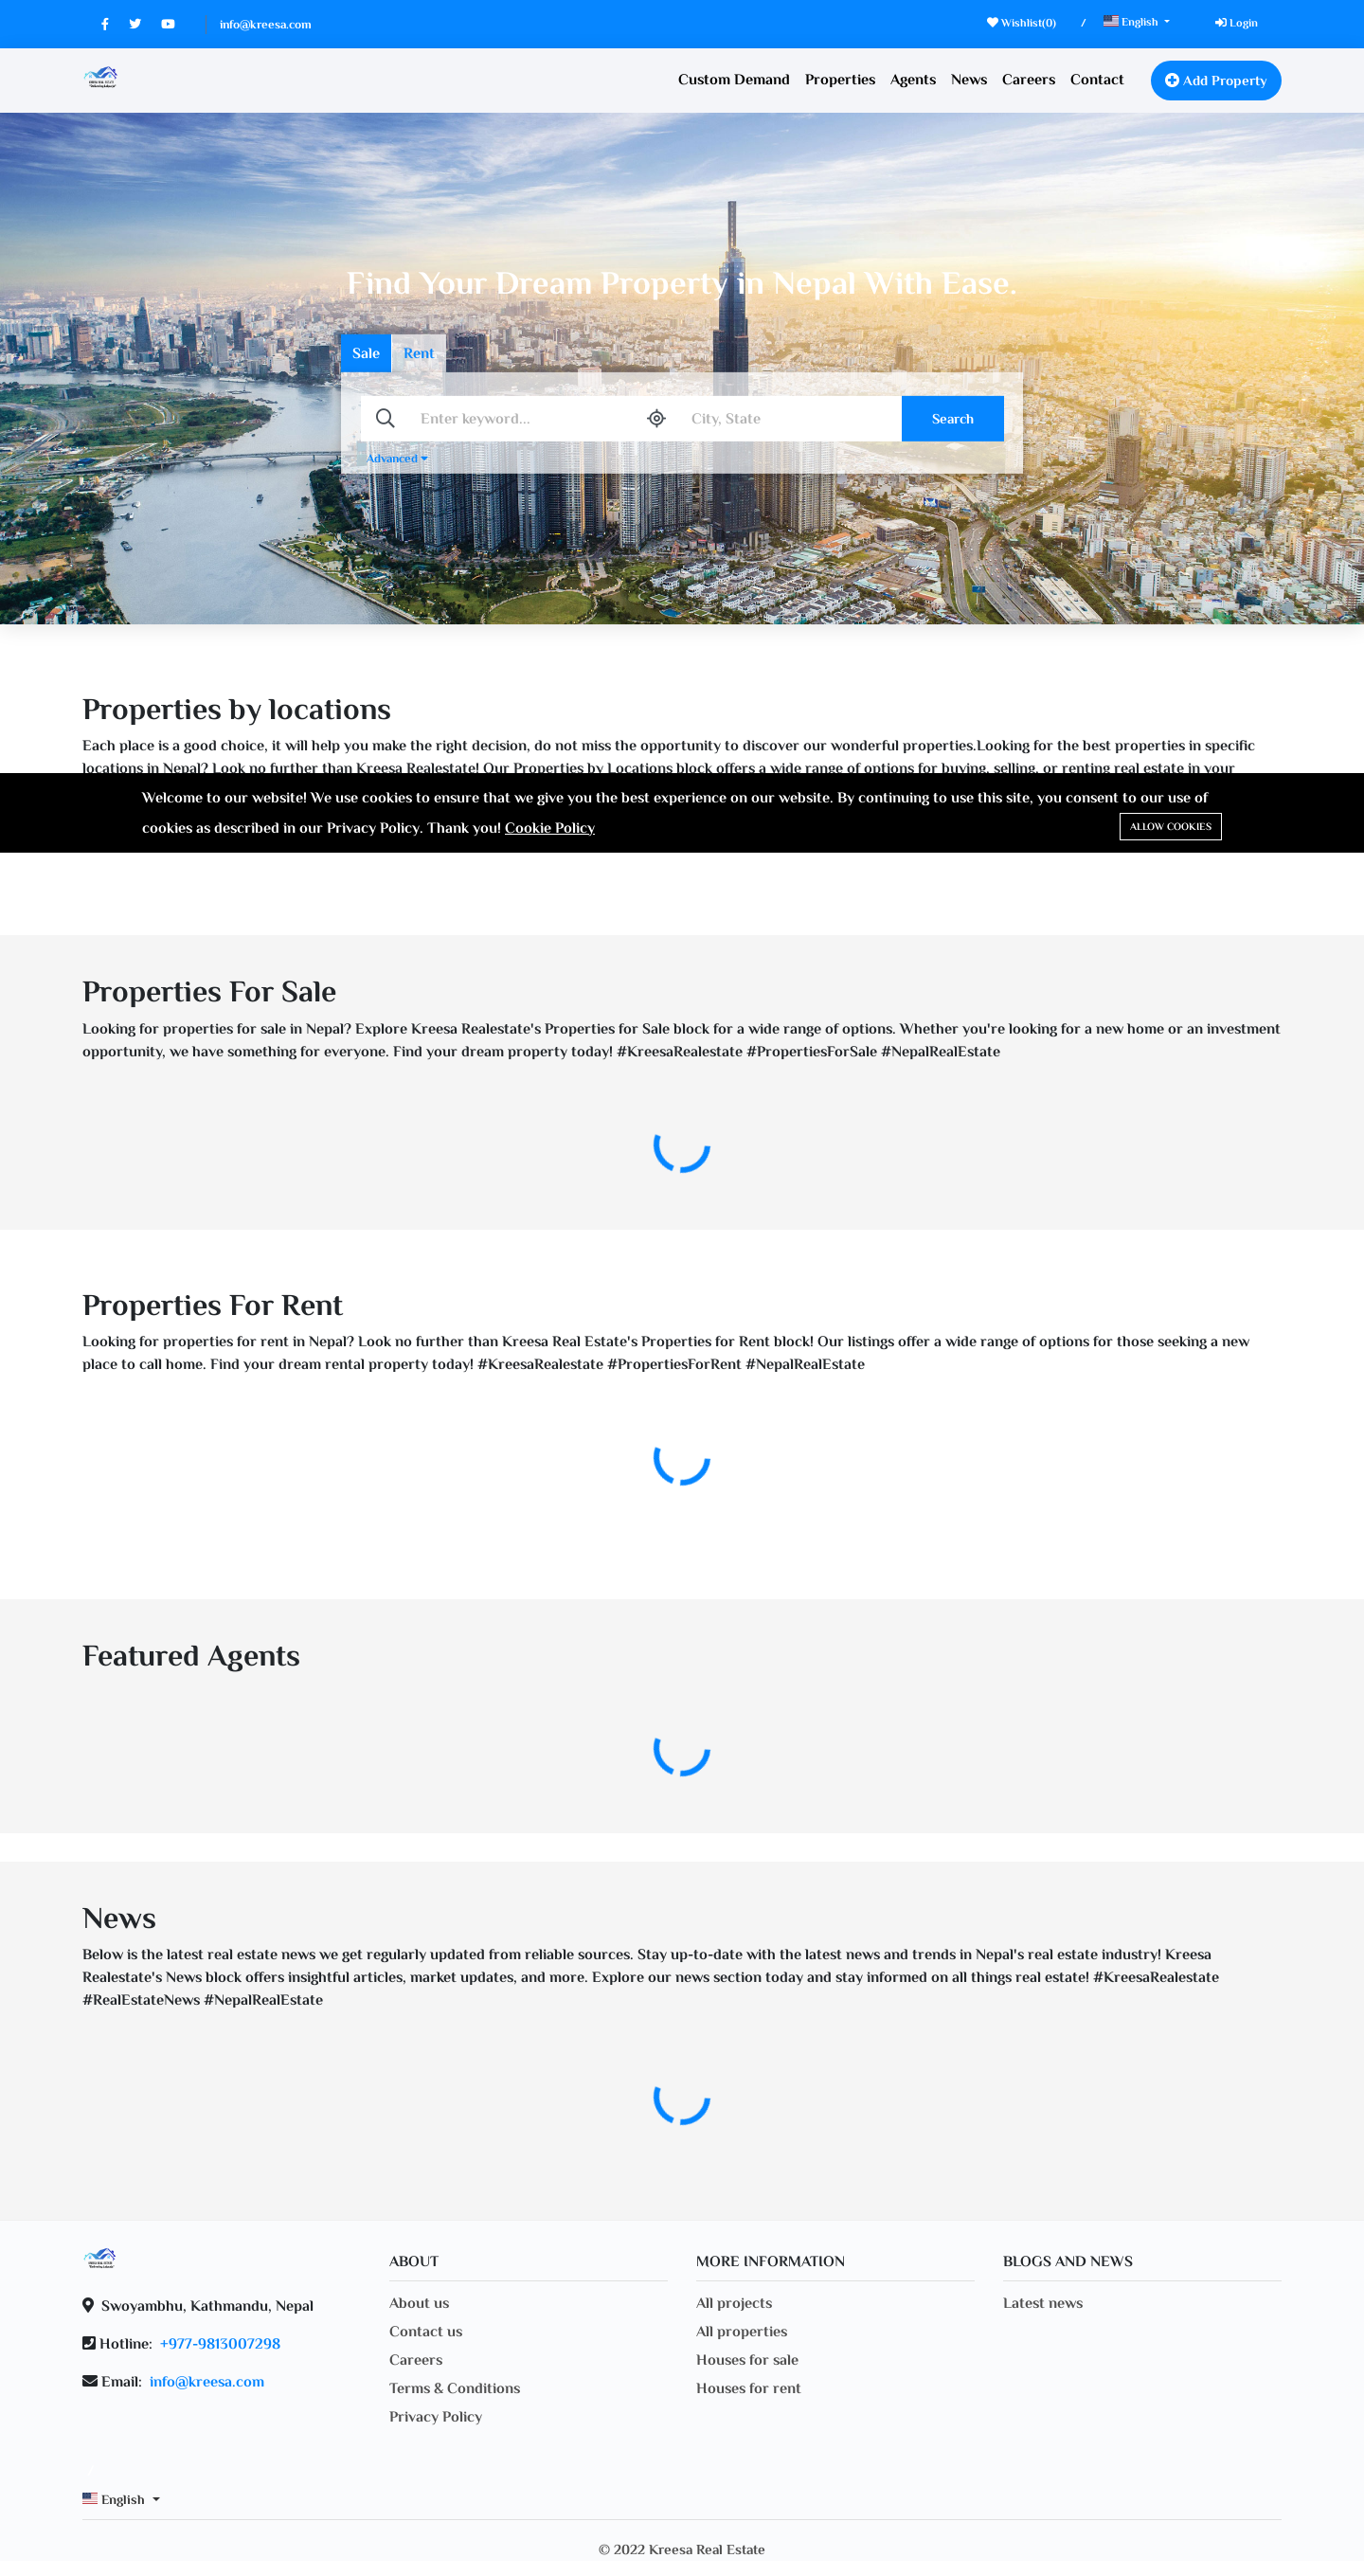 info@kreesa.com
Wishlist(0)
/
English
Login
Custom Demand
Properties
Agents
News
Careers
Contact
Add Property
Find Your Dream Property in Nepal With Ease.
Sale
Rent
Enter keyword...
City, State
Search
Advanced
Properties by locations
Each place is a good choice, it will help you make the right decision, do not miss the opportunity to discover our wonderful properties.Looking for the best properties in specific
locations in Nepal? Look no further than Kreesa Realestate! Our Properties by Locations block offers a wide range of options for buying, selling, or renting real estate in your
Welcome to our website! We use cookies to ensure that we give you the best experience on our website. By continuing to use this site, you consent to our use of
cookies as described in our Privacy Policy. Thank you! Cookie Policy
ALLOW COOKIES
Properties For Sale
Looking for properties for sale in Nepal? Explore Kreesa Realestate's Properties for Sale block for a wide range of options. Whether you're looking for a new home or an investment
opportunity, we have something for everyone. Find your dream property today! #KreesaRealestate #PropertiesForSale #NepalRealEstate
Properties For Rent
Looking for properties for rent in Nepal? Look no further than Kreesa Real Estate's Properties for Rent block! Our listings offer a wide range of options for those seeking a new
place to call home. Find your dream rental property today! #KreesaRealestate #PropertiesForRent #NepalRealEstate
Featured Agents
News
Below is the latest real estate news we get regularly updated from reliable sources. Stay up-to-date with the latest news and trends in Nepal's real estate industry! Kreesa
Realestate's News block offers insightful articles, market updates, and more. Explore our news section today and stay informed on all things real estate! #KreesaRealestate
#RealEstateNews #NepalRealEstate
Swoyambhu, Kathmandu, Nepal
Hotline: +977-9813007298
Email: info@kreesa.com
ABOUT
About us
Contact us
Careers
Terms & Conditions
Privacy Policy
MORE INFORMATION
All projects
All properties
Houses for sale
Houses for rent
BLOGS AND NEWS
Latest news
English
© 2022 Kreesa Real Estate